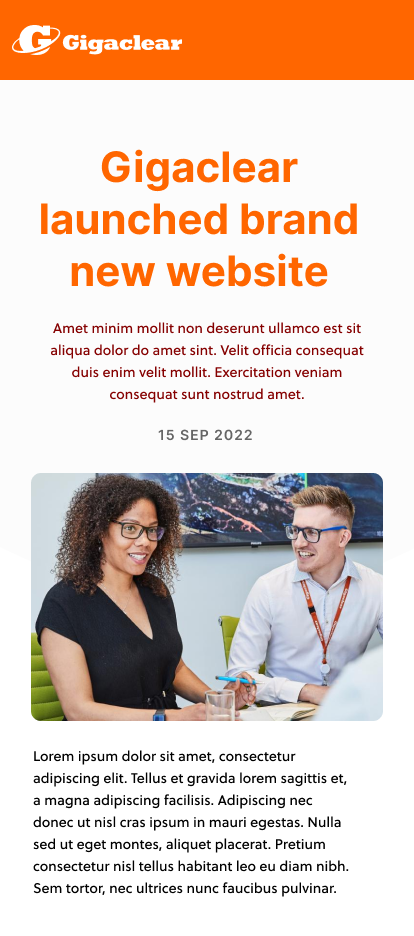 Gigaclear
Gigaclear
launched brand
new website
Amet minim mollit non deserunt ullamco est sit
aliqua dolor do amet sint. Velit officia consequat
duis enim velit mollit. Exercitation veniam
consequat sunt nostrud amet.
15 SEP 2022
Lorem ipsum dolor sit amet, consectetur
adipiscing elit. Tellus et gravida lorem sagittis et,
a magna adipiscing facilisis. Adipiscing nec
donec ut nisl cras ipsum in mauri egestas. Nulla
sed ut eget montes, aliquet placerat. Pretium
consectetur nisl tellus habitant leo eu diam nibh.
Sem tortor, nec ultrices nunc faucibus pulvinar.